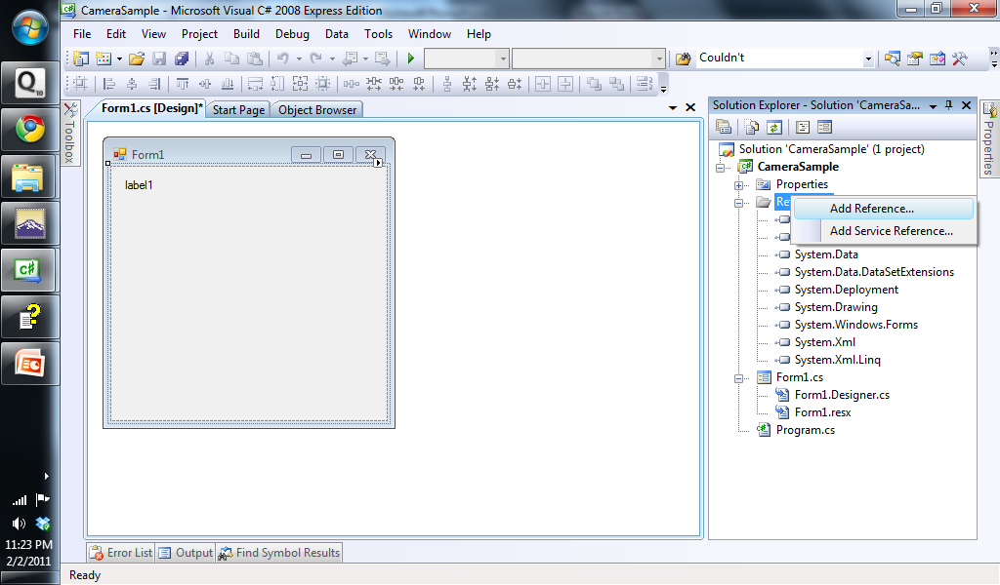 CameraSample - Microsoft Visual C# 2008 Express Edition
File Edit View Project Build Debug Data Tools Window Help
Couldn't
Form1.cs [Design]* Start Page Object Browser
Toolbox
Form1
label1
Solution Explorer - Solution 'CameraSa...
Solution 'CameraSample' (1 project)
CameraSample
Properties
Re
Add Reference...
Add Service Reference...
System.Data
System.Data.DataSetExtensions
System.Deployment
System.Drawing
System.Windows.Forms
System.Xml
System.Xml.Linq
Form1.cs
Form1.Designer.cs
Form1.resx
Program.cs
Properties
Error List Output Find Symbol Results
Ready
Q10
C#
11:23 PM
2/2/2011